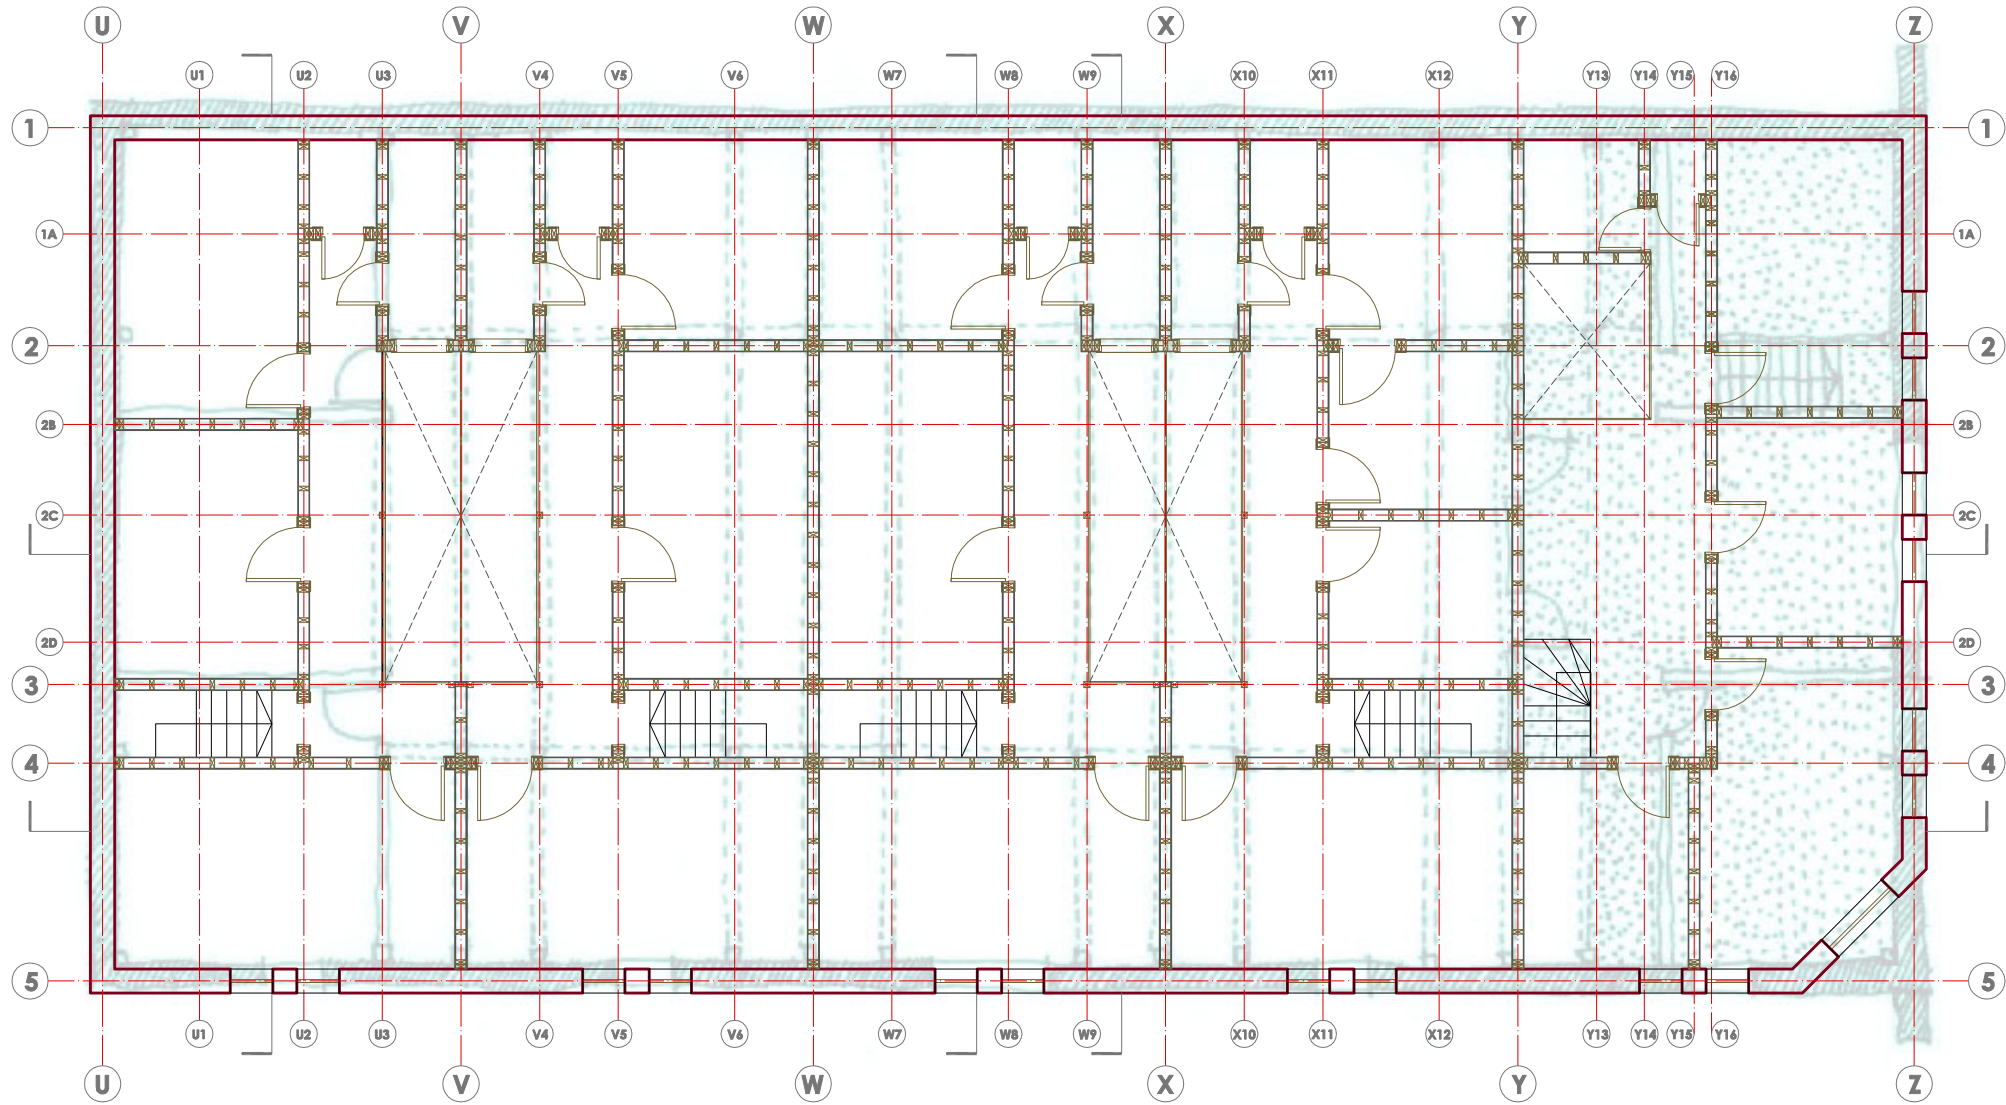 U V W X Y Z
U1 U2 U3 V4 V5 V6 W7 W8 W9 X10 X11 X12 Y13 Y14 Y15 Y16
1 1
1A 1A
2 2
2B 2B
2C 2C
2D 2D
3 3
4 4
5 5
U1 U2 U3 V4 V5 V6 W7 W8 W9 X10 X11 X12 Y13 Y14 Y15 Y16
U V W X Y Z